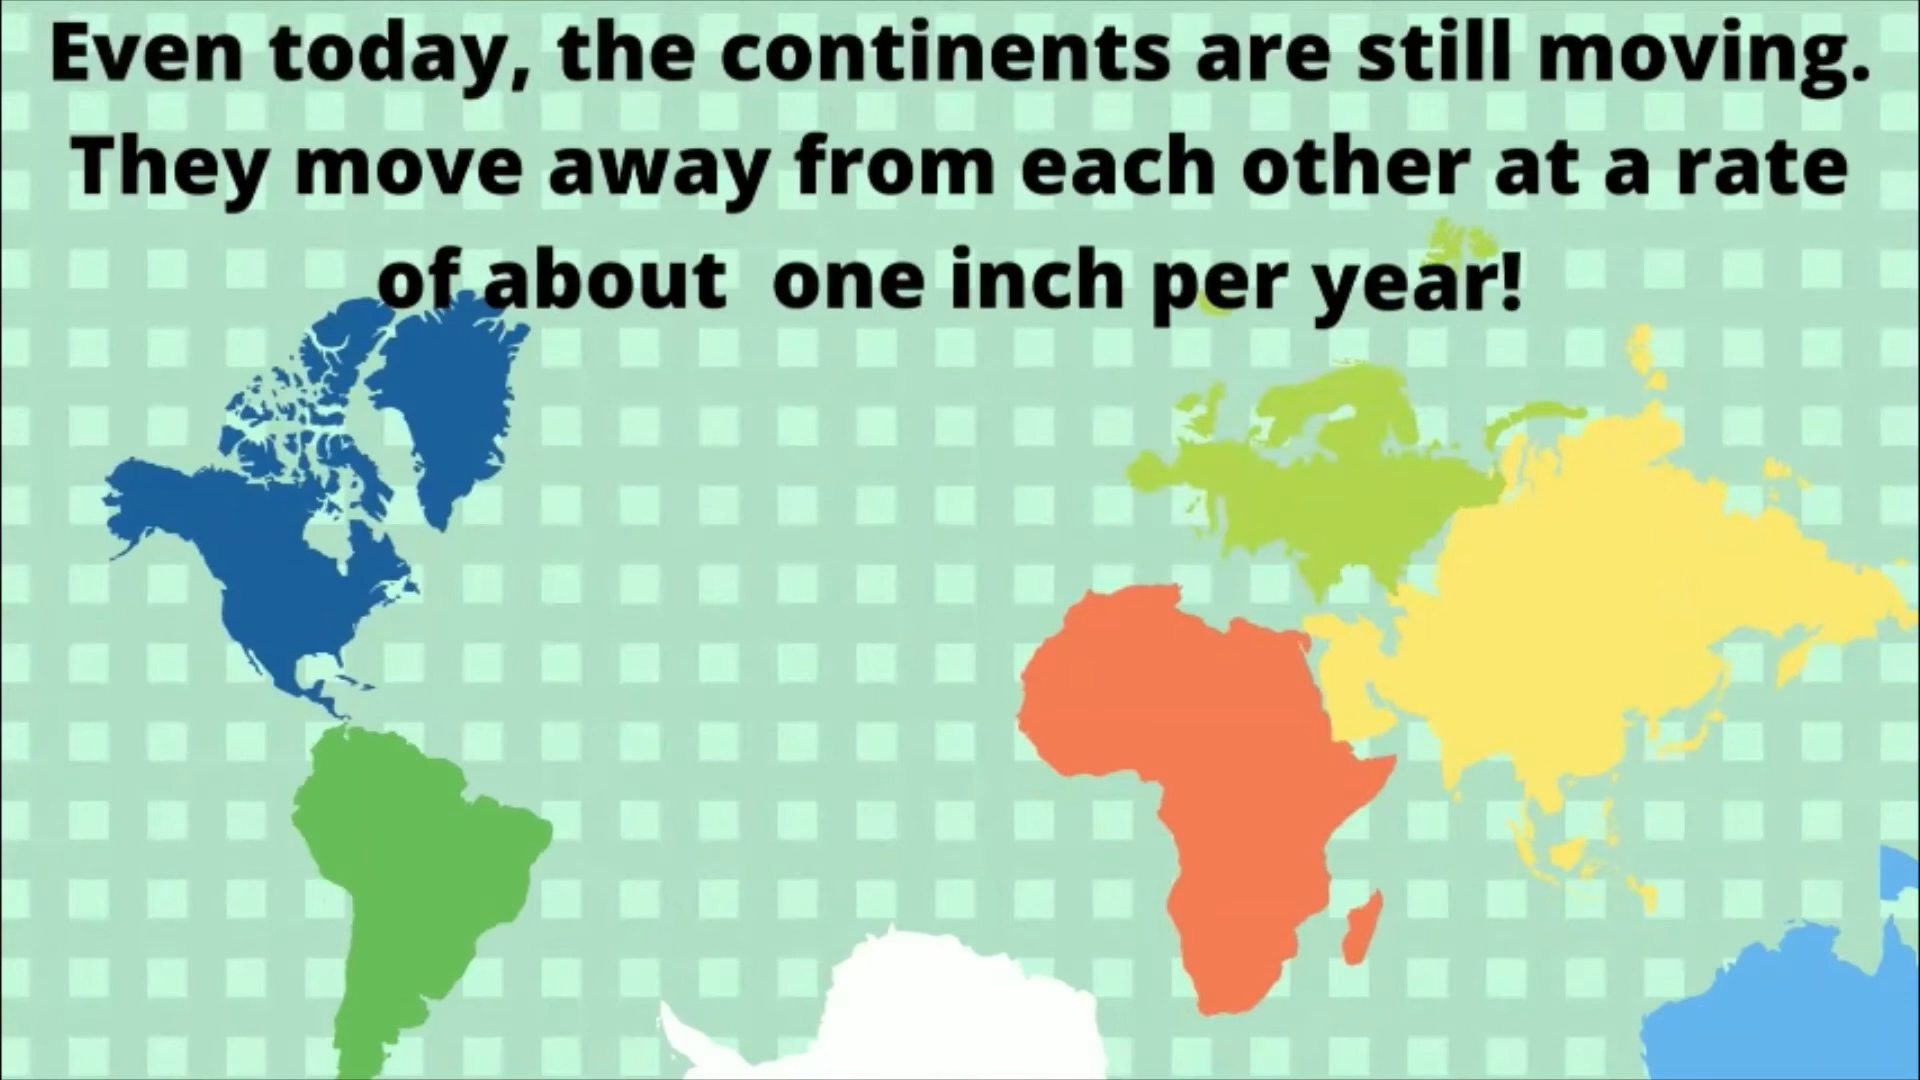 Even today, the continents are still moving.
They move away from each other at a rate
of about one inch per year!